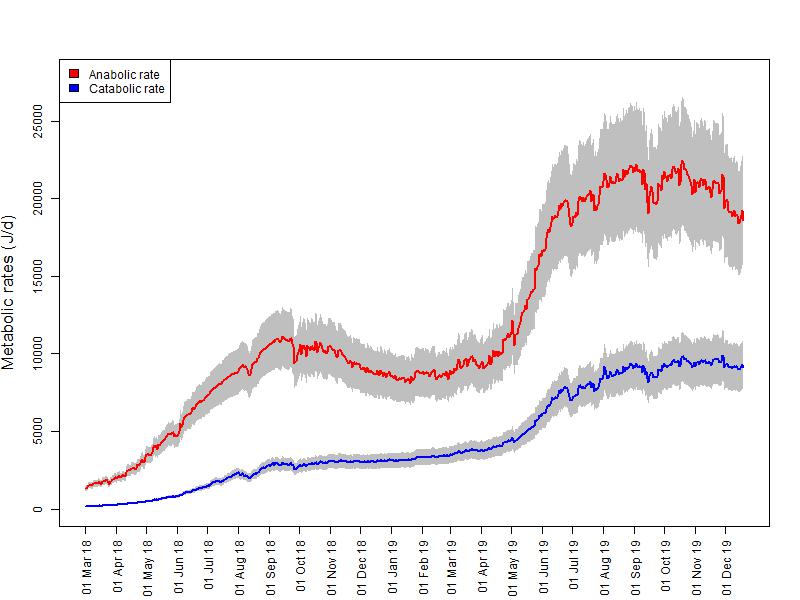 Anabolic rate
Catabolic rate
Metabolic rates (J/d)
25000
20000
15000
10000
5000
0
01 Mar 18
01 Apr 18
01 May 18
01 Jun 18
01 Jul 18
01 Aug 18
01 Sep 18
01 Oct 18
01 Nov 18
01 Dec 18
01 Jan 19
01 Feb 19
01 Mar 19
01 Apr 19
01 May 19
01 Jun 19
01 Jul 19
01 Aug 19
01 Sep 19
01 Oct 19
01 Nov 19
01 Dec 19